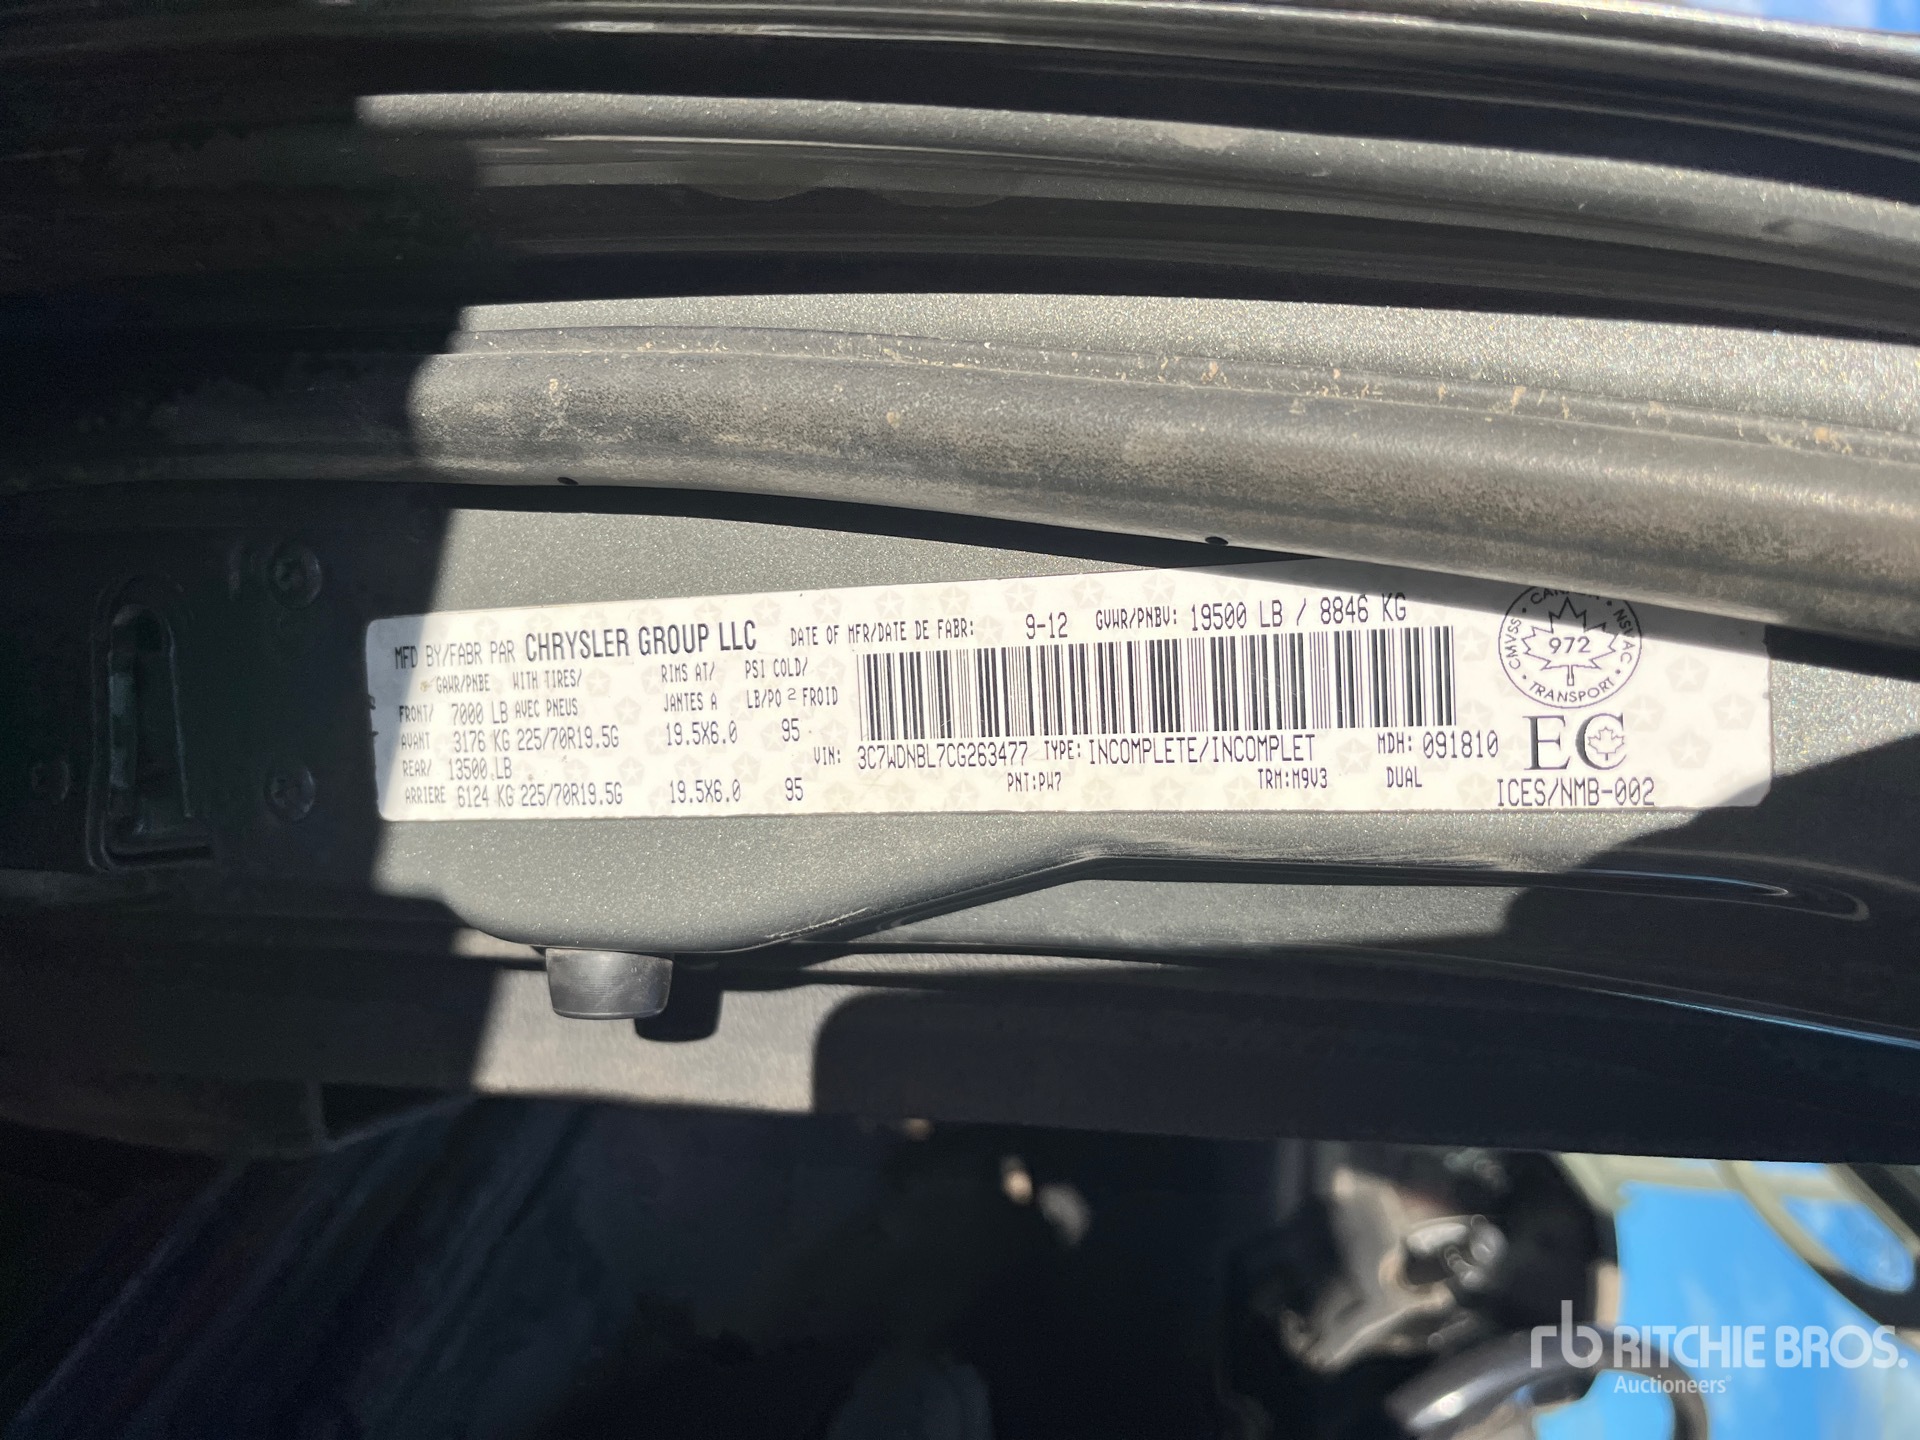 MFD BY/FABR PAR CHRYSLER GROUP LLC DATE OF MFR/DATE DE FABR: 9-12 GVWR/PNBV: 19500 LB / 8846 KG
GAWR/PNBE WITH TIRES/ RIMS AT/ PSI COLD/
FRONT/ 7000 LB AVEC PNEUS JANTES A LB/PO 2 FROID
AVANT 3176 KG 225/70R19.5G 19.5X6.0 95
REAR/ 13500 LB
ARRIERE 6124 KG 225/70R19.5G 19.5X6.0 95
VIN: 3C7WDNBL7CG263477 TYPE: INCOMPLETE/INCOMPLET MDH: 091810
PNT:PW7 TRM:M9V3 DUAL
CMVSS NSVAC
972
TRANSPORT
EC
ICES/NMB-002
rb RITCHIE BROS.
Auctioneers